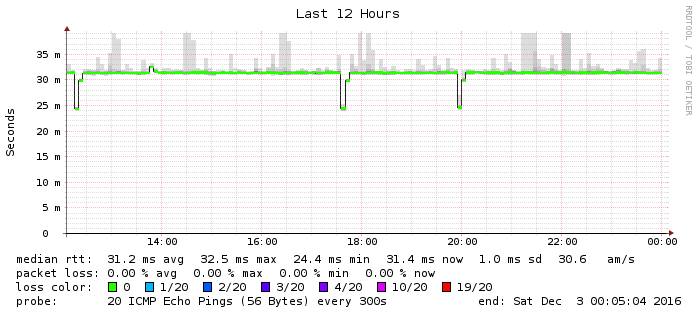 Last 12 Hours
RRDTOOL / TOBI OETIKER
Seconds
35 m
30 m
25 m
20 m
15 m
10 m
5 m
0
14:00 16:00 18:00 20:00 22:00 00:00
median rtt: 31.2 ms avg 32.5 ms max 24.4 ms min 31.4 ms now 1.0 ms sd 30.6 am/s
packet loss: 0.00 % avg 0.00 % max 0.00 % min 0.00 % now
loss color: 0 1/20 2/20 3/20 4/20 10/20 19/20
probe: 20 ICMP Echo Pings (56 Bytes) every 300s end: Sat Dec 3 00:05:04 2016